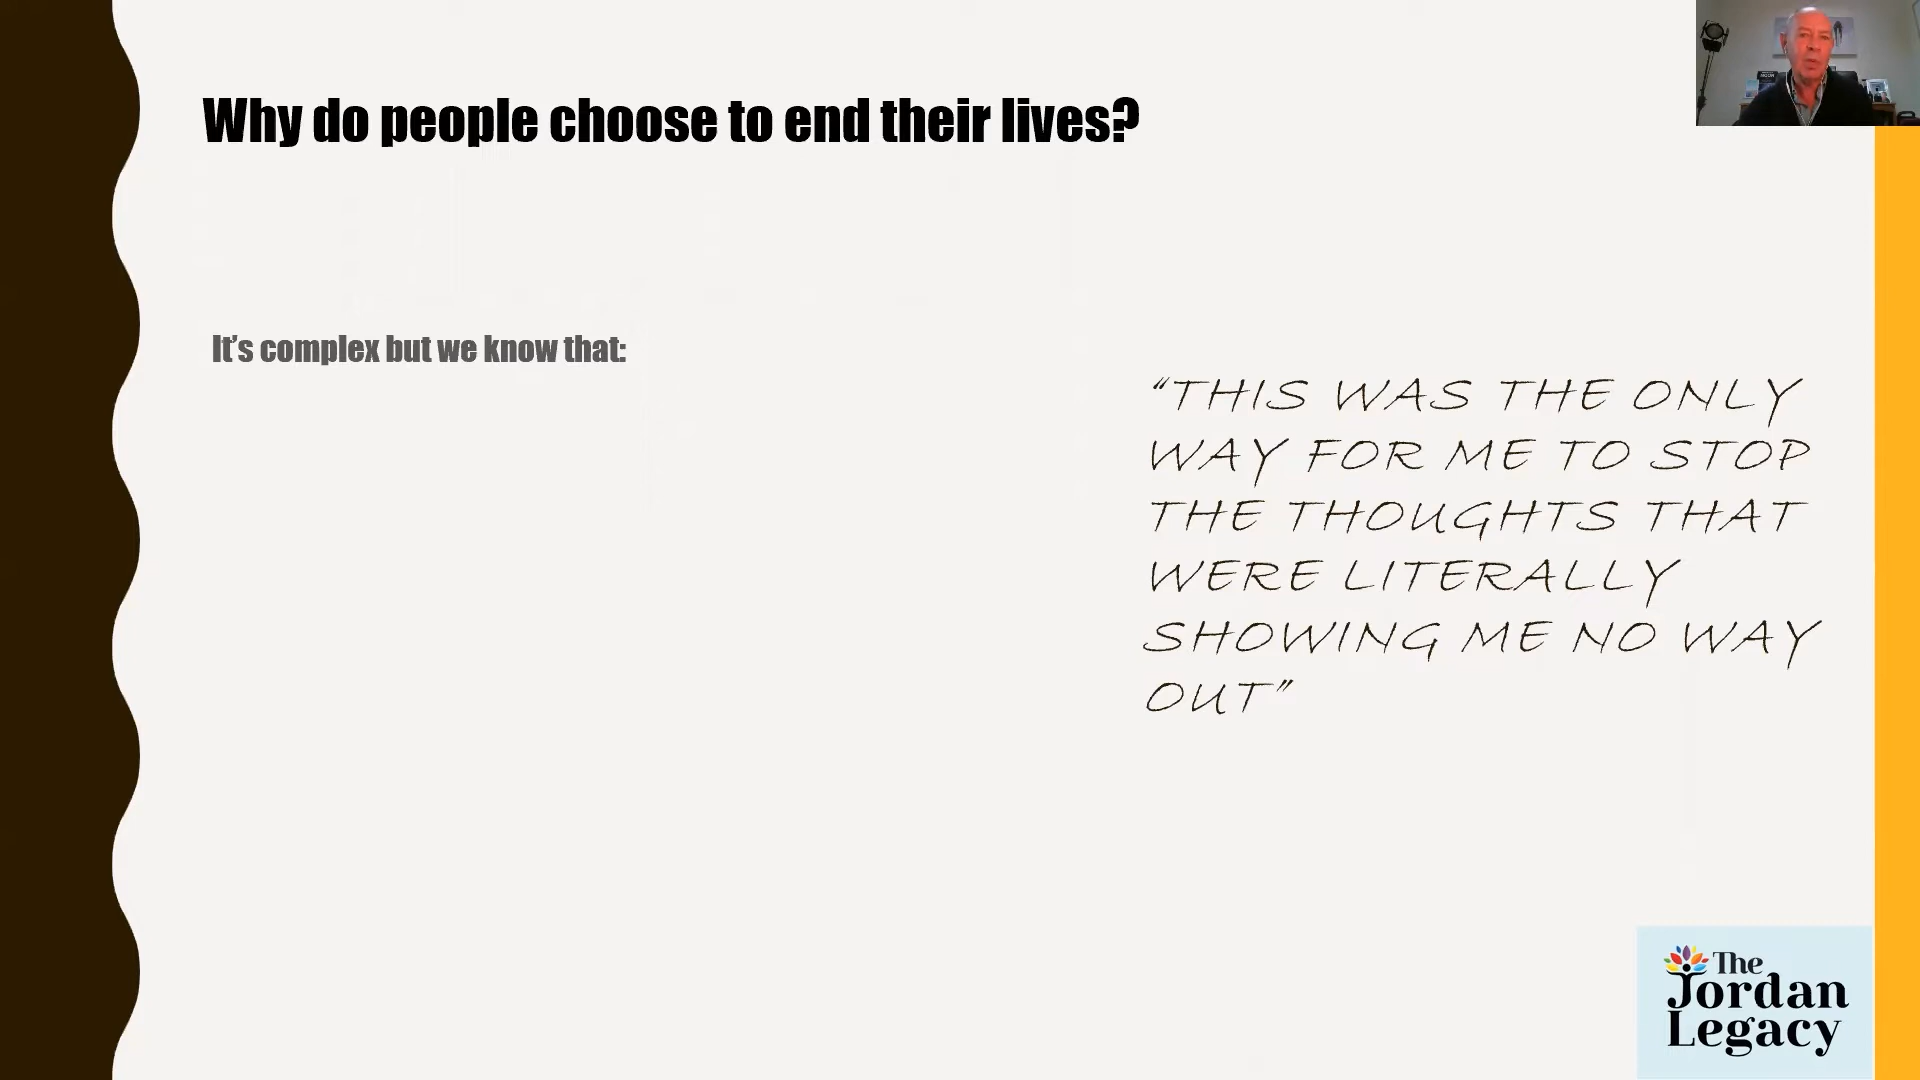 Why do people choose to end their lives?
It's complex but we know that:
“THIS WAS THE ONLY
WAY FOR ME TO STOP
THE THOUGHTS THAT
WERE LITERALLY
SHOWING ME NO WAY
OUT”
The
Jordan
Legacy